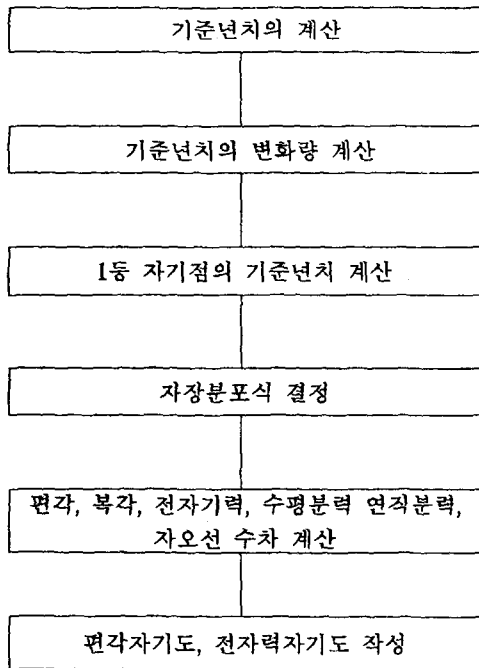 기준년치의 계산
기준년치의 변화량 계산
1등 자기점의 기준년치 계산
자장분포식 결정
편각, 복각, 전자기력, 수평분력 연직분력,
자오선 수차 계산
편각자기도, 전자력자기도 작성